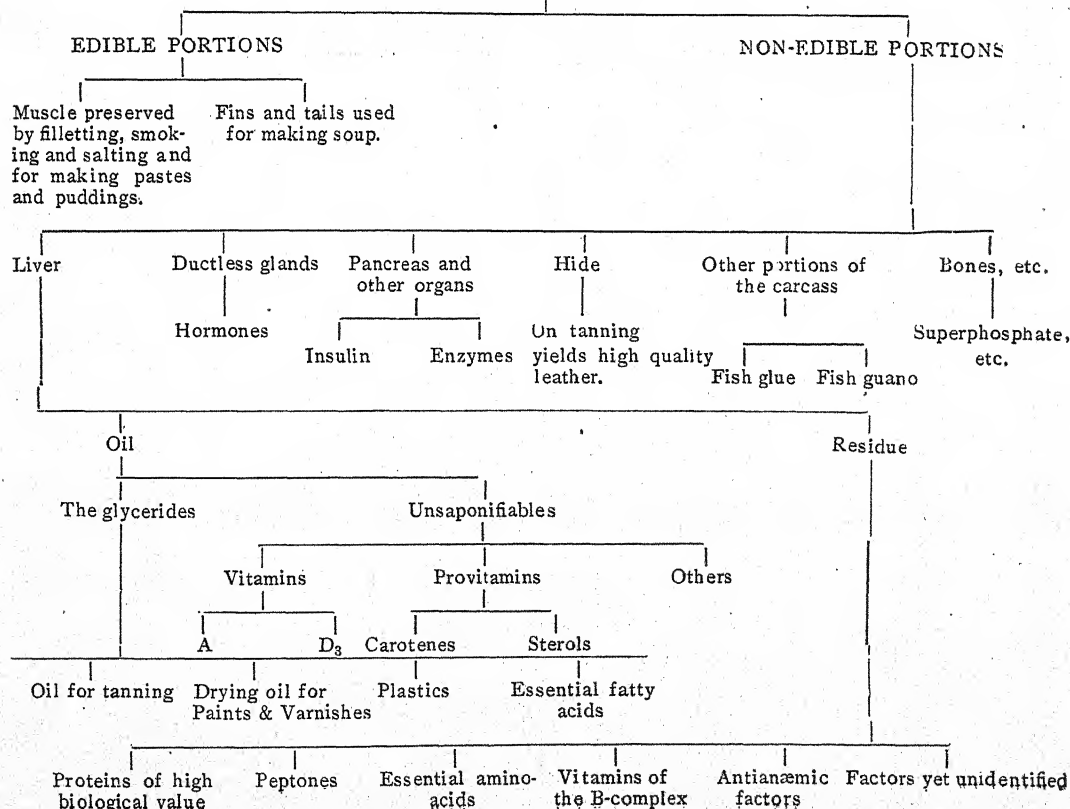 EDIBLE PORTIONS
NON-EDIBLE PORTIONS
Muscle preserved
by filletting, smok-
ing and salting and
for making pastes
and puddings.
Fins and tails used
for making soup.
Liver
Ductless glands
Pancreas and
other organs
Hide
Other portions of
the carcass
Bones, etc.
Hormones
Insulin
Enzymes
On tanning
yields high quality
leather.
Fish glue
Fish guano
Superphosphate,
etc.
Oil
Residue
The glycerides
Unsaponifiables
Vitamins
Provitamins
Others
A
D₃
Carotenes
Sterols
Oil for tanning
Drying oil for
Paints & Varnishes
Plastics
Essential fatty
acids
Proteins of high
biological value
Peptones
Essential amino-
acids
Vitamins of
the B-complex
Antianæmic
factors
Factors yet unidentified